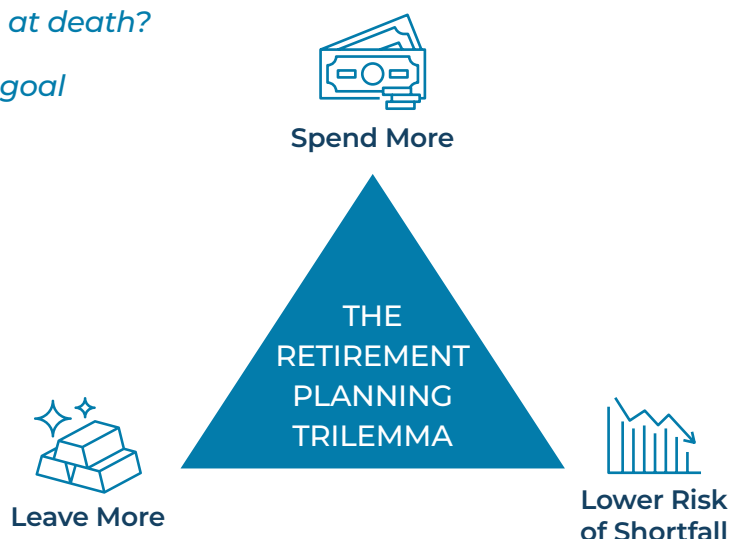 at death?
goal
Spend More
THE
RETIREMENT
PLANNING
TRILEMMA
Leave More
Lower Risk
of Shortfall